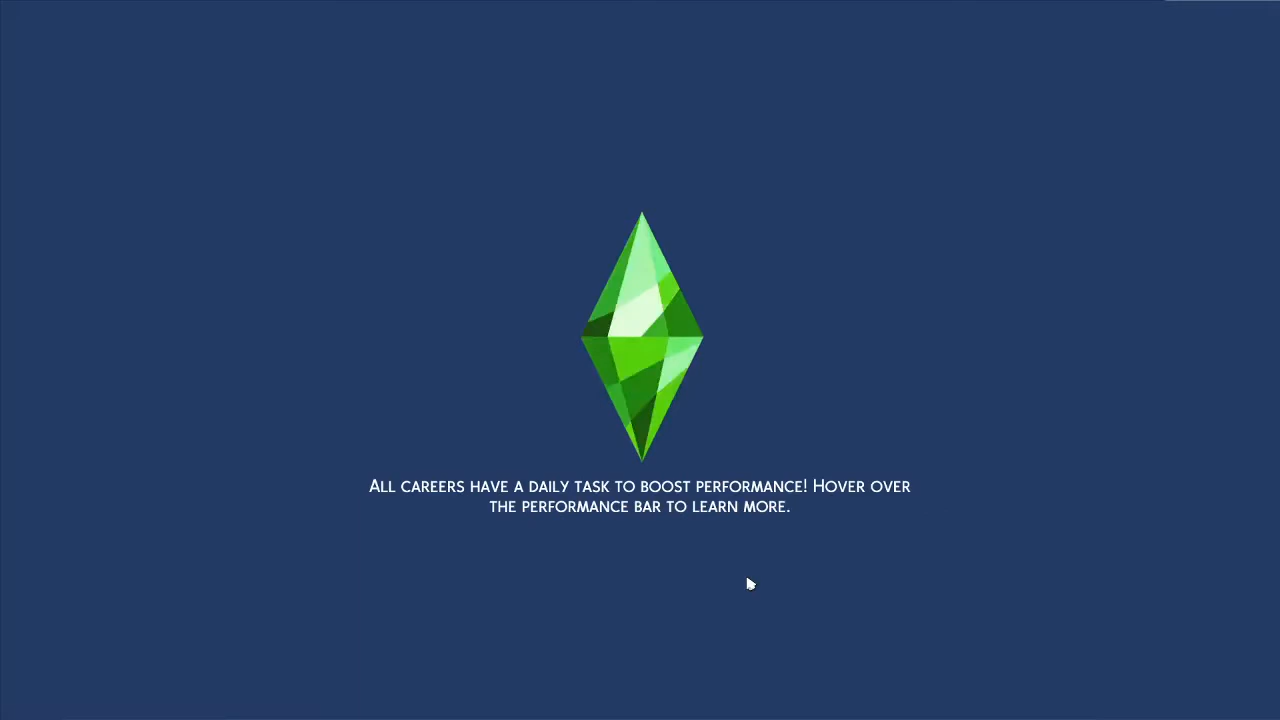 All careers have a daily task to boost performance! Hover over
the performance bar to learn more.